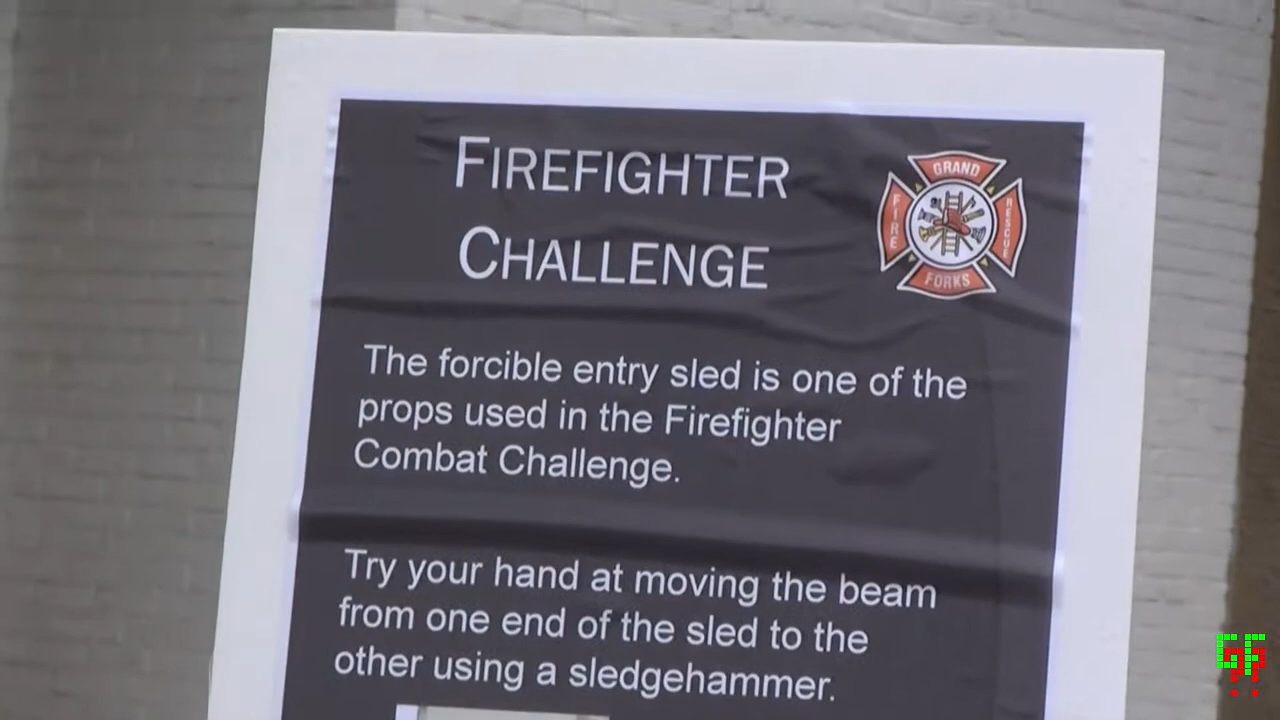 FIREFIGHTER
CHALLENGE
GRAND
FIRE
RESCUE
FORKS
The forcible entry sled is one of the
props used in the Firefighter
Combat Challenge.
Try your hand at moving the beam
from one end of the sled to the
other using a sledgehammer.